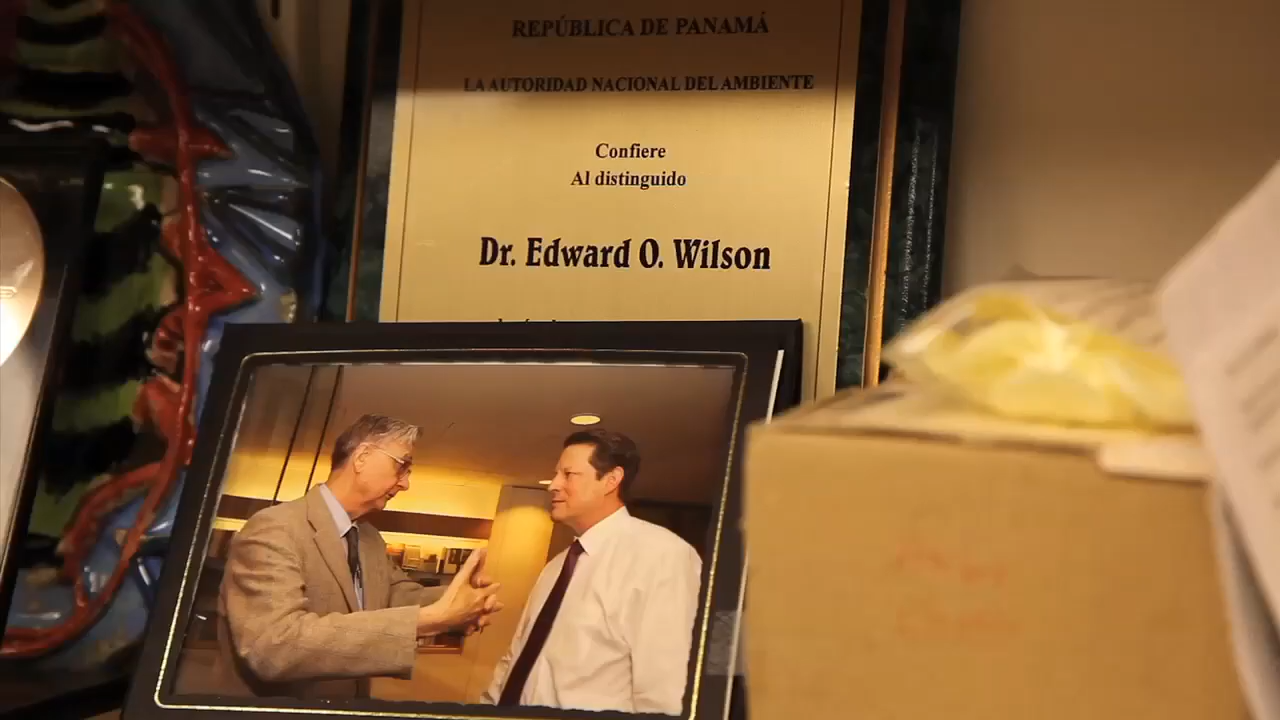 REPÚBLICA DE PANAMÁ
LA AUTORIDAD NACIONAL DEL AMBIENTE
Confiere
Al distinguido
Dr. Edward O. Wilson